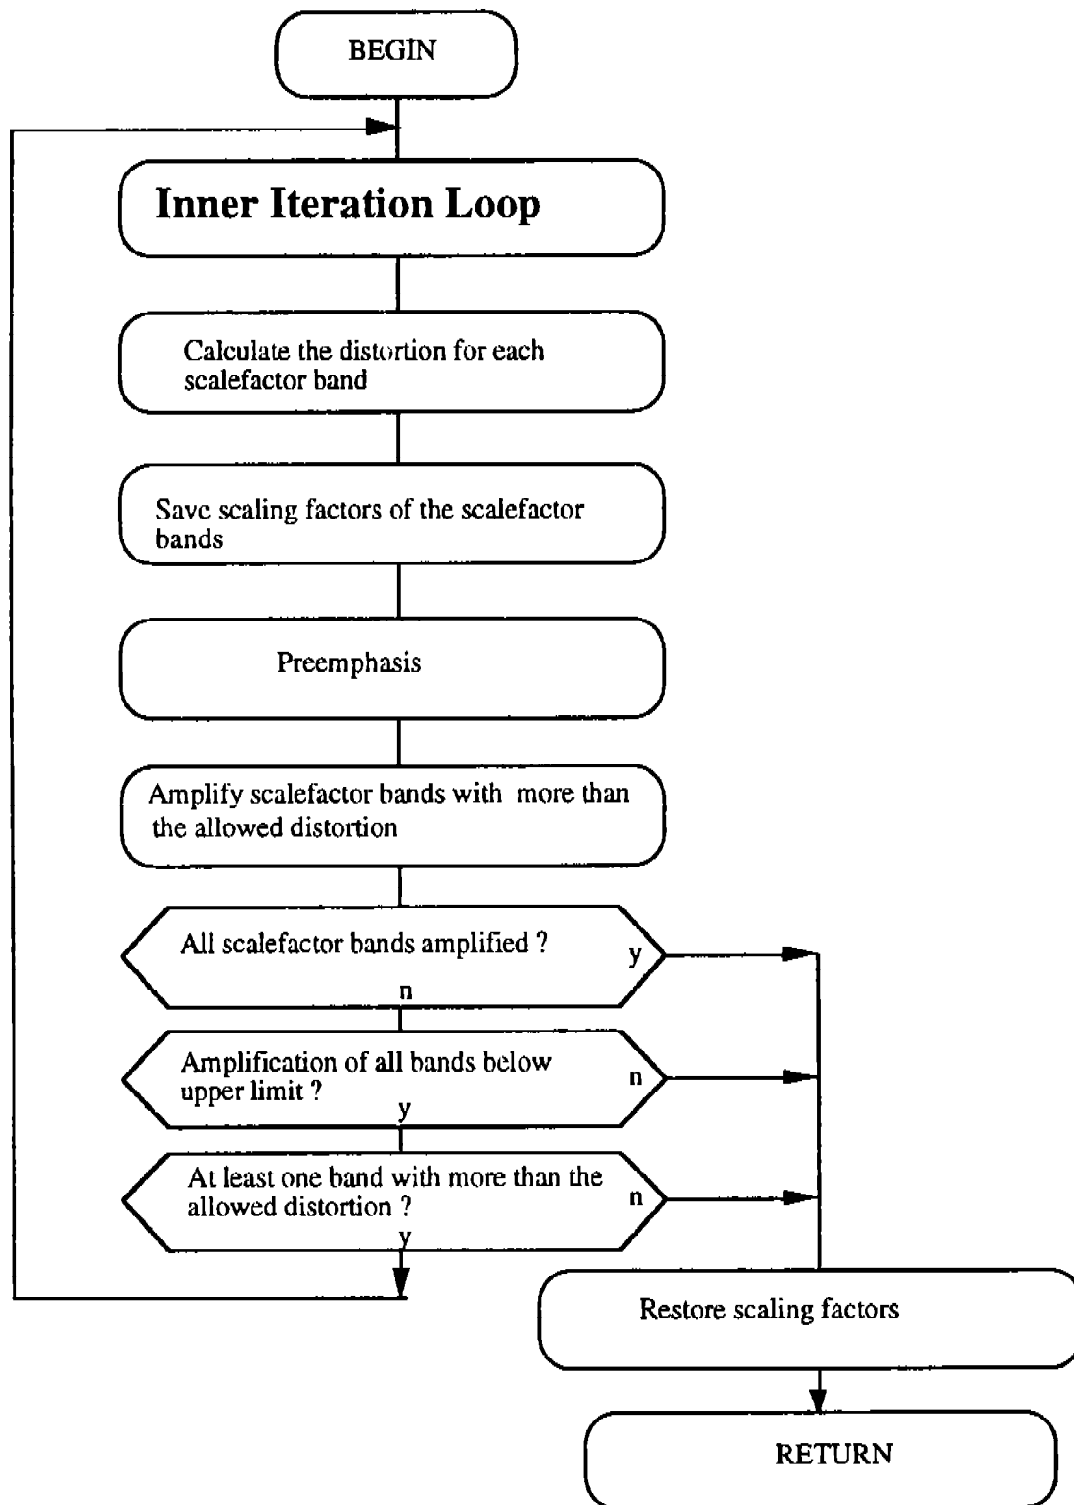 BEGIN
Inner Iteration Loop
Calculate the distortion for each
scalefactor band
Save scaling factors of the scalefactor
bands
Preemphasis
Amplify scalefactor bands with more than
the allowed distortion
All scalefactor bands amplified ?
y
n
Amplification of all bands below
upper limit ?
n
y
At least one band with more than the
allowed distortion ?
n
y
Restore scaling factors
RETURN